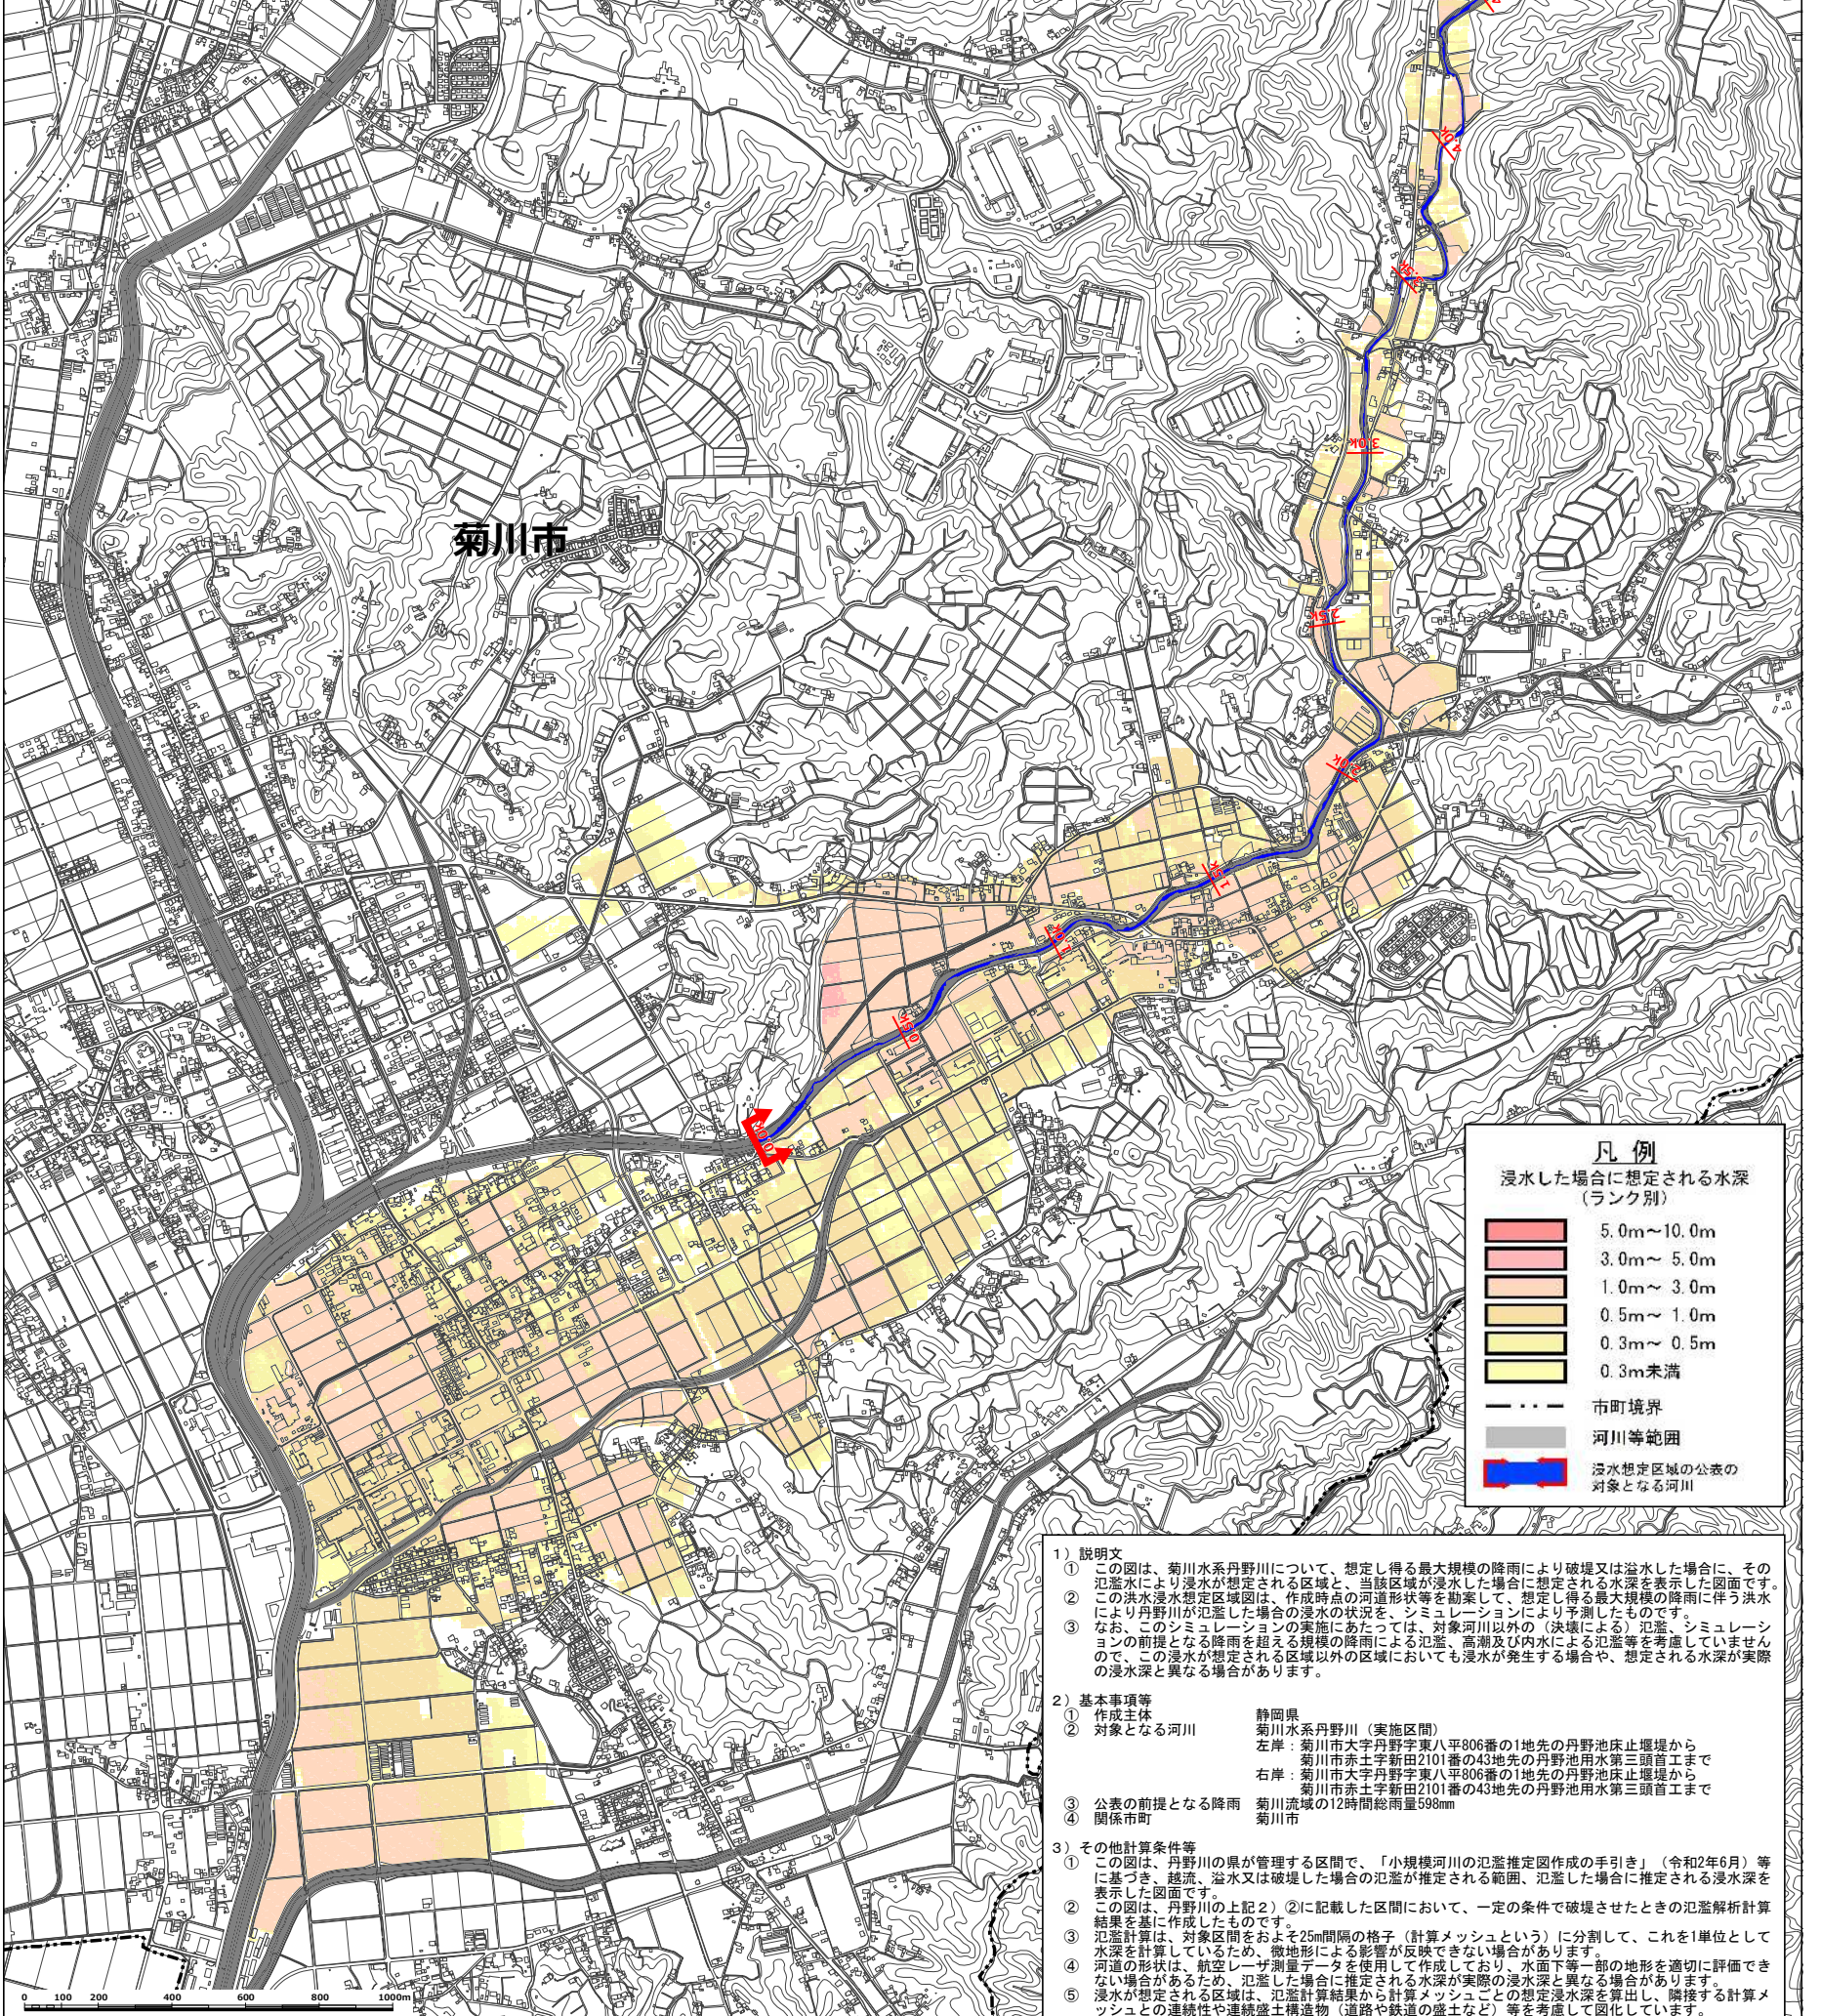 4.0k
3.5k
3.0k
菊川市
2.5k
2.0k
1.5k
1.0k
0.5k
0.0k
凡 例
浸水した場合に想定される水深
(ランク別)
5.0m～10.0m
3.0m～ 5.0m
1.0m～ 3.0m
0.5m～ 1.0m
0.3m～ 0.5m
0.3m未満
市町境界
河川等範囲
浸水想定区域の公表の
対象となる河川
1）説明文
① この図は、菊川水系丹野川について、想定し得る最大規模の降雨により破堤又は溢水した場合に、その
氾濫水により浸水が想定される区域と、当該区域が浸水した場合に想定される水深を表示した図面です。
② この洪水浸水想定区域図は、作成時点の河道形状等を勘案して、想定し得る最大規模の降雨に伴う洪水
により丹野川が氾濫した場合の浸水の状況を、シミュレーションにより予測したものです。
③ なお、このシミュレーションの実施にあたっては、対象河川以外の（決壊による）氾濫、シミュレーシ
ョンの前提となる降雨を超える規模の降雨による氾濫、高潮及び内水による氾濫等を考慮していません
ので、この浸水が想定される区域以外の区域においても浸水が発生する場合や、想定される水深が実際
の浸水深と異なる場合があります。
2）基本事項等
① 作成主体 静岡県
② 対象となる河川 菊川水系丹野川（実施区間）
左岸：菊川市大字丹野字東八平806番の1地先の丹野池床止堰堤から
菊川市赤土字新田2101番の43地先の丹野池用水第三頭首工まで
右岸：菊川市大字丹野字東八平806番の1地先の丹野池床止堰堤から
菊川市赤土字新田2101番の43地先の丹野池用水第三頭首工まで
③ 公表の前提となる降雨 菊川流域の12時間総雨量598mm
④ 関係市町 菊川市
3）その他計算条件等
① この図は、丹野川の県が管理する区間で、「小規模河川の氾濫推定図作成の手引き」（令和2年6月）等
に基づき、越流、溢水又は破堤した場合の氾濫が推定される範囲、氾濫した場合に推定される浸水深を
表示した図面です。
② この図は、丹野川の上記２）②に記載した区間において、一定の条件で破堤させたときの氾濫解析計算
結果を基に作成したものです。
③ 氾濫計算は、対象区間をおよそ25m間隔の格子（計算メッシュという）に分割して、これを1単位として
水深を計算しているため、微地形による影響が反映できない場合があります。
④ 河道の形状は、航空レーザ測量データを使用して作成しており、水面下等一部の地形を適切に評価でき
ない場合があるため、氾濫した場合に推定される水深が実際の浸水深と異なる場合があります。
⑤ 浸水が想定される区域は、氾濫計算結果から計算メッシュごとの想定浸水深を算出し、隣接する計算メ
ッシュとの連続性や連続盛土構造物（道路や鉄道の盛土など）等を考慮して図化しています。
0 100 200 400 600 800 1000m